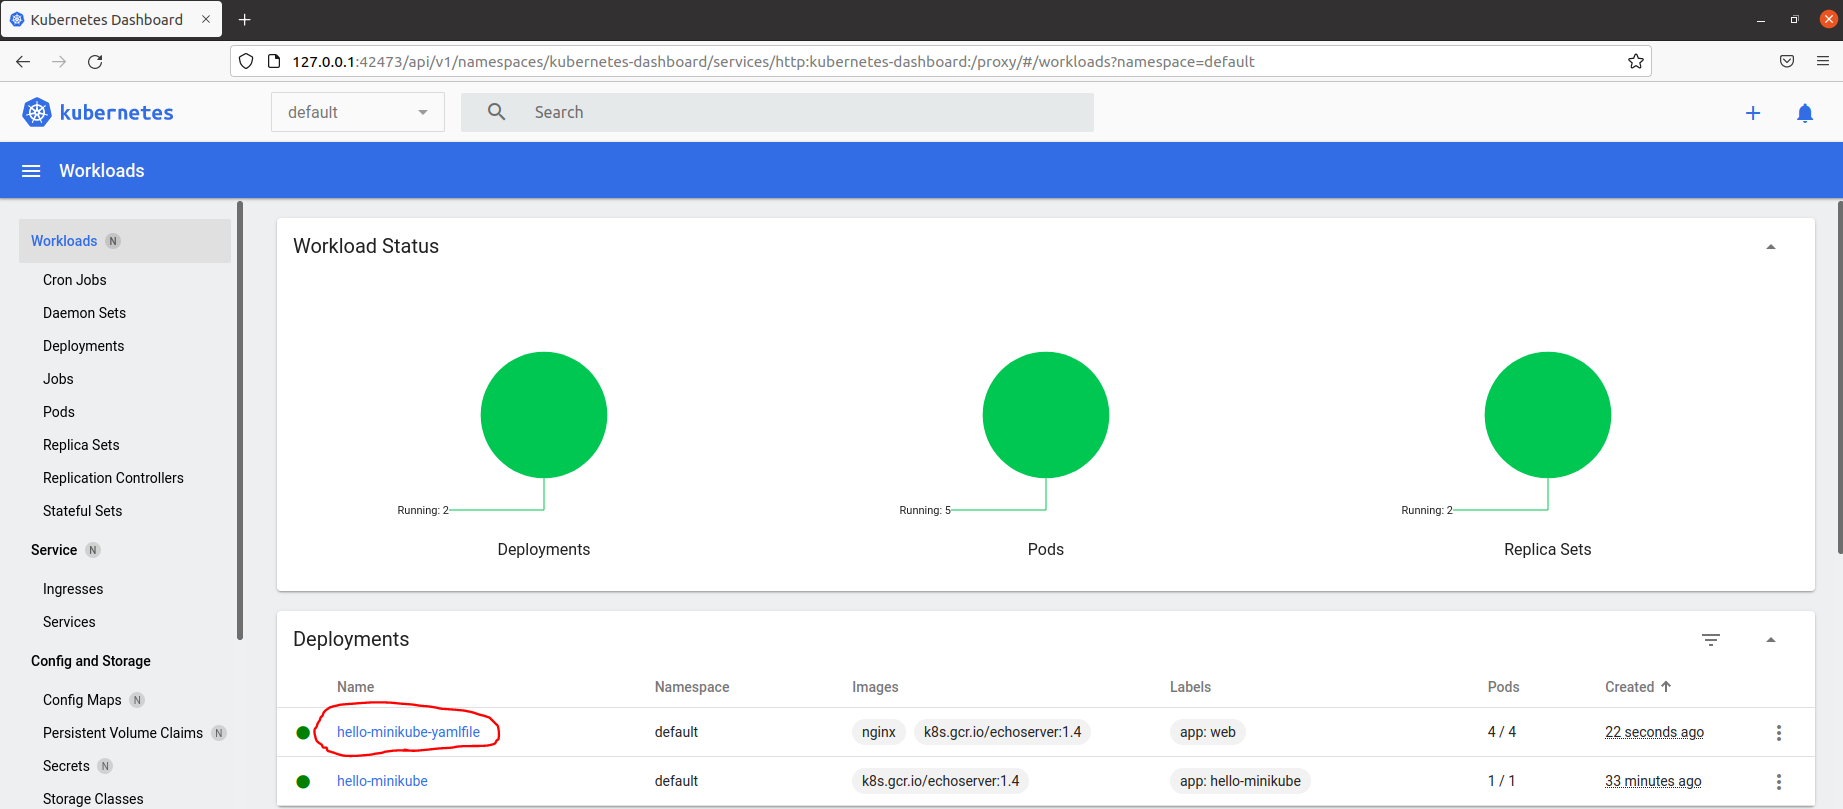 Kubernetes Dashboard
127.0.0.1:42473/api/v1/namespaces/kubernetes-dashboard/services/http:kubernetes-dashboard:/proxy/#/workloads?namespace=default
kubernetes
default
Search
Workloads
Workloads N
Cron Jobs
Daemon Sets
Deployments
Jobs
Pods
Replica Sets
Replication Controllers
Stateful Sets
Service N
Ingresses
Services
Config and Storage
Config Maps N
Persistent Volume Claims N
Secrets N
Storage Classes
Workload Status
Running: 2
Deployments
Running: 5
Pods
Running: 2
Replica Sets
Deployments
Name Namespace Images Labels Pods Created
hello-minikube-yamlfile default nginx k8s.gcr.io/echoserver:1.4 app: web 4 / 4 22 seconds ago
hello-minikube default k8s.gcr.io/echoserver:1.4 app: hello-minikube 1 / 1 33 minutes ago